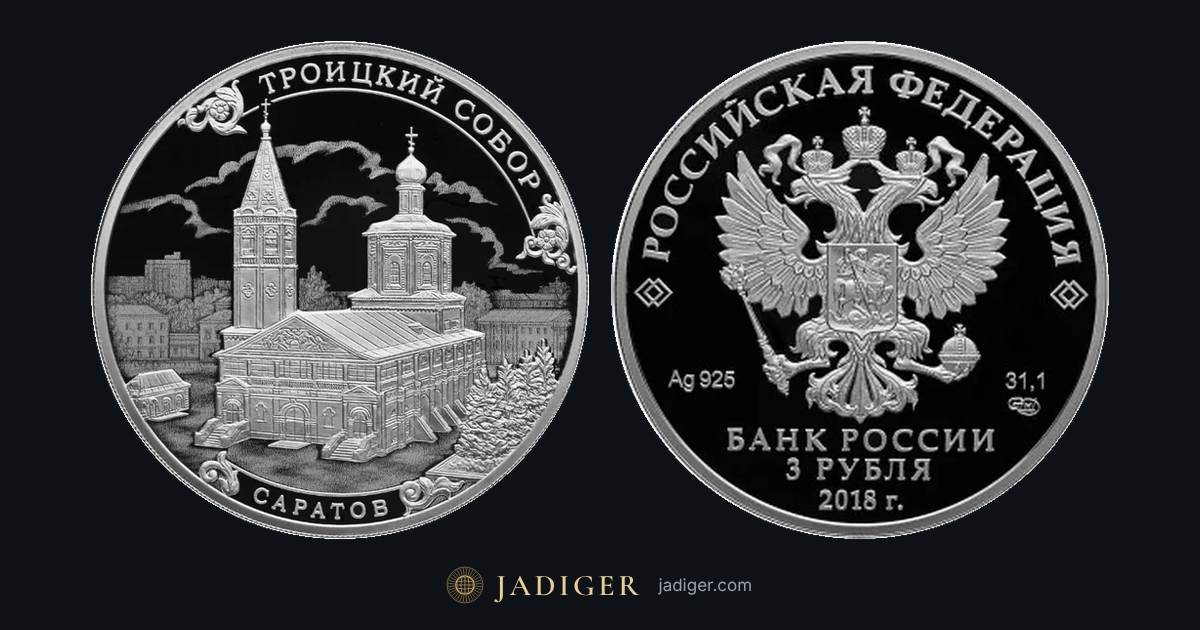 ТРОИЦКИЙ СОБОР
САРАТОВ
РОССИЙСКАЯ ФЕДЕРАЦИЯ
Ag 925
31,1
БАНК РОССИИ
3 РУБЛЯ
2018 г.
JADIGER
jadiger.com